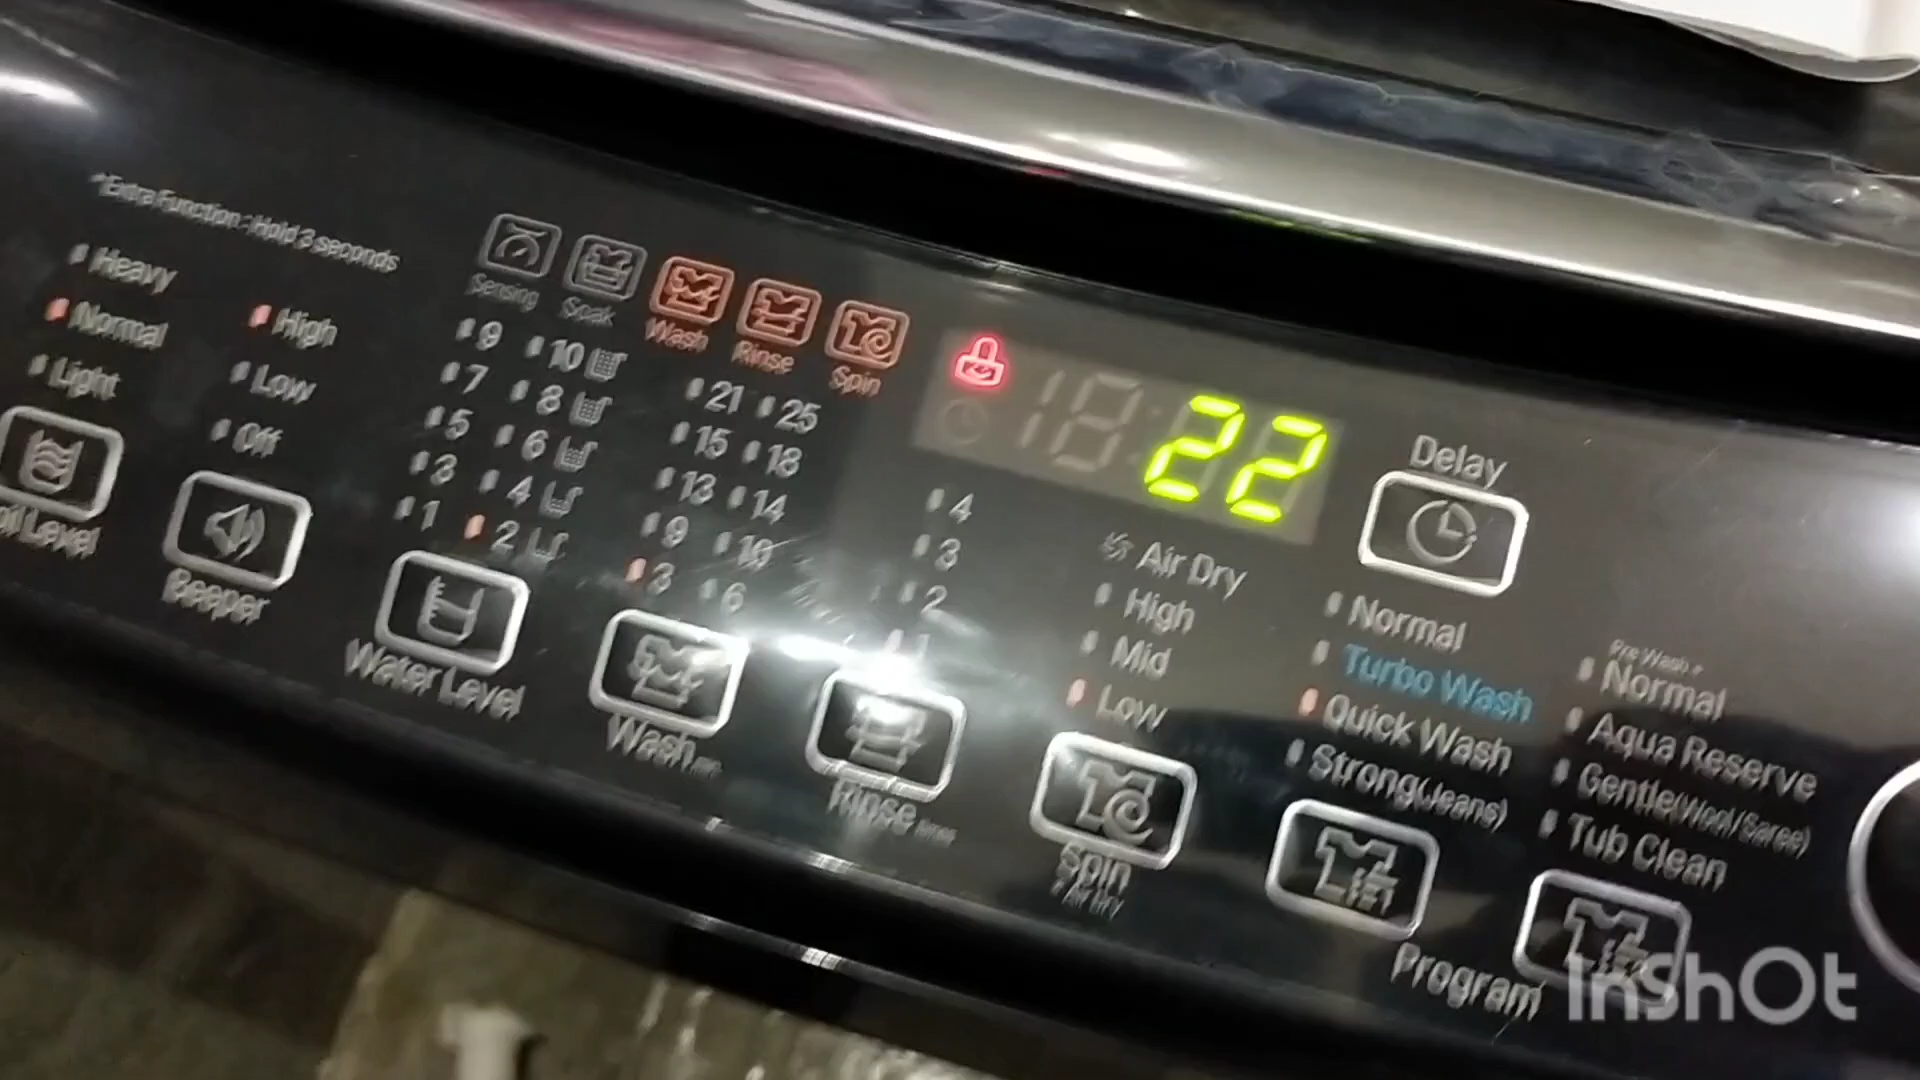 *Extra Function : Hold 3 seconds
Heavy
Normal
Light
High
Low
Off
Beeper
Sensing
Soak
Wash
Rinse
Spin
9 10
7 8
5 6
3 4
1 2
Water Level
21 25
15 18
13 14
9 10
3 6
Wash
4
3
2
1
Rinse
22
Air Dry
High
Mid
Low
Spin
/ Air Dry
Delay
Normal
Turbo Wash
Quick Wash
Strong(Jeans)
Pre Wash +
Normal
Aqua Reserve
Gentle(Wool/Saree)
Tub Clean
Program
InShOt